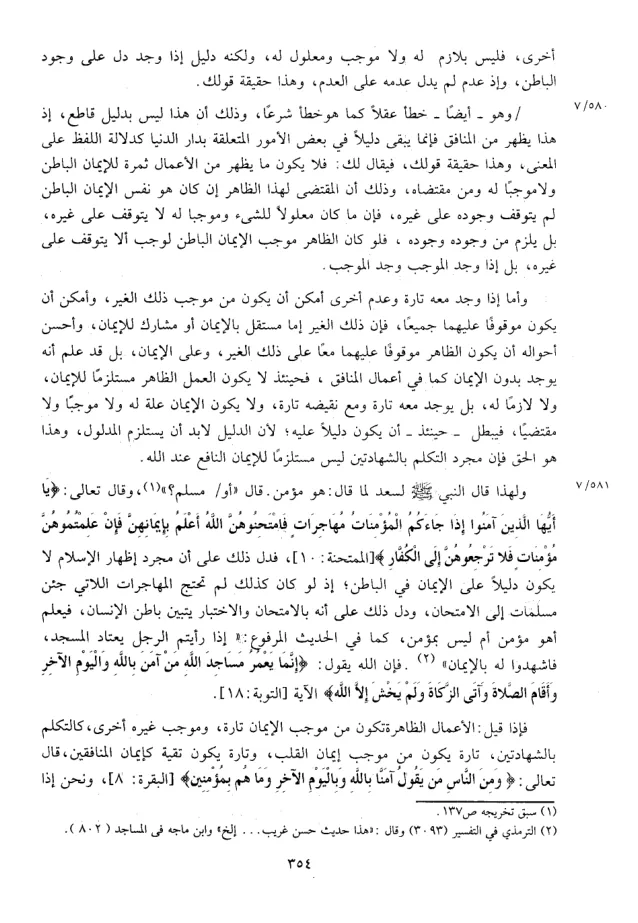 أخرى، فليس بلازم له ولا موجب ومعلول له، ولكنه دليل إذا وجد دل على وجود
الباطن، وإذ عدم لم يدل عدمه على العدم، وهذا حقيقة قولك.
٧/٥٨٠
/وهو ـ أيضًا ـ خطأ عقلاً كما هوخطأ شرعًا، وذلك أن هذا ليس بدليل قاطع، إذ
هذا يظهر من المنافق فإنما يبقى دليلاً في بعض الأمور المتعلقة بدار الدنيا كدلالة اللفظ على
المعنى، وهذا حقيقة قولك، فيقال لك: فلا يكون ما يظهر من الأعمال ثمرة للإيمان الباطن
ولاموجبًا له ومن مقتضاه، وذلك أن المقتضى لهذا الظاهر إن كان هو نفس الإيمان الباطن
لم يتوقف وجوده على غيره، فإن ما كان معلولاً للشىء وموجبا له لا يتوقف على غيره،
بل يلزم من وجوده وجوده ، فلو كان الظاهر موجب الإيمان الباطن لوجب ألا يتوقف على
غيره، بل إذا وجد الموجب وجد الموجب.
وأما إذا وجد معه تارة وعدم أخرى أمكن أن يكون من موجب ذلك الغير، وأمكن أن
يكون موقوفًا عليهما جميعًا، فإن ذلك الغير إما مستقل بالإيمان أو مشارك للإيمان، وأحسن
أحواله أن يكون الظاهر موقوفًا عليهما معًا على ذلك الغير، وعلى الإيمان، بل قد علم أنه
يوجد بدون الإيمان كما في أعمال المنافق ، فحينئذ لا يكون العمل الظاهر مستلزمًا للإيمان،
ولا لازمًا له، بل يوجد معه تارة ومع نقيضه تارة، ولا يكون الإيمان علة له ولا موجبًا ولا
مقتضيًا، فيبطل ـ حينئذ ـ أن يكون دليلاً عليه؛ لأن الدليل لابد أن يستلزم المدلول، وهذا
هو الحق فإن مجرد التكلم بالشهادتين ليس مستلزمًا للإيمان النافع عند الله.
٧/٥٨١
ولهذا قال النبي ﷺ لسعد لما قال: هو مؤمن. قال «أو/ مسلم؟»(١)، وقال تعالى: ﴿يا
أَيُّهَا الَّذِينَ آمَنُوا إِذَا جَاءَكُمُ الْمُؤْمِنَاتُ مُهَاجِرَاتٍ فَامْتَحِنُوهُنَّ اللَّهُ أَعْلَمُ بِإِيمَانِهِنَّ فَإِنْ عَلِمْتُمُوهُنَّ
مُؤْمِنَاتٍ فَلا تَرْجِعُوهُنَّ إِلَى الْكُفَّارِ﴾[الممتحنة: ١٠]، فدل ذلك على أن مجرد إظهار الإسلام لا
يكون دليلاً على الإيمان في الباطن؛ إذ لو كان كذلك لم تحتج المهاجرات اللاتي جئن
مسلمات إلى الامتحان، ودل ذلك على أنه بالامتحان والاختبار يتبين باطن الإنسان، فيعلم
أهو مؤمن أم ليس بمؤمن، كما في الحديث المرفوع:« إذا رأيتم الرجل يعتاد المسجد،
فاشهدوا له بالإيمان» (٢) .فإن الله يقول: ﴿إِنَّمَا يَعْمُرُ مَسَاجِدَ اللَّهِ مَنْ آمَنَ بِاللَّهِ وَالْيَوْمِ الآخِرِ
وَأَقَامَ الصَّلاةَ وَآتَى الزَّكَاةَ وَلَمْ يَخْشَ إِلاَّ اللَّه﴾ الآية [التوبة:١٨].
فإذا قيل: الأعمال الظاهرةتكون من موجب الإيمان تارة، وموجب غيره أخرى،كالتكلم
بالشهادتين، تارة يكون من موجب إيمان القلب، وتارة يكون تقية كإيمان المنافقين،قال
تعالى: ﴿ وَمِنَ النَّاسِ مَن يَقُولُ آمَنَّا بِاللَّهِ وَبِالْيَوْمِ الآخِرِ وَمَا هُم بِمُؤْمِنِينَ﴾ [البقرة: ٨]، ونحن إذا
(١) سبق تخريجه ص١٣٧.
(٢) الترمذي في التفسير (٣٠٩٣) وقال :«هذا حديث حسن غريب... إلخ» وابن ماجه فى المساجد ( ٨٠٢ ).
٣٥٤